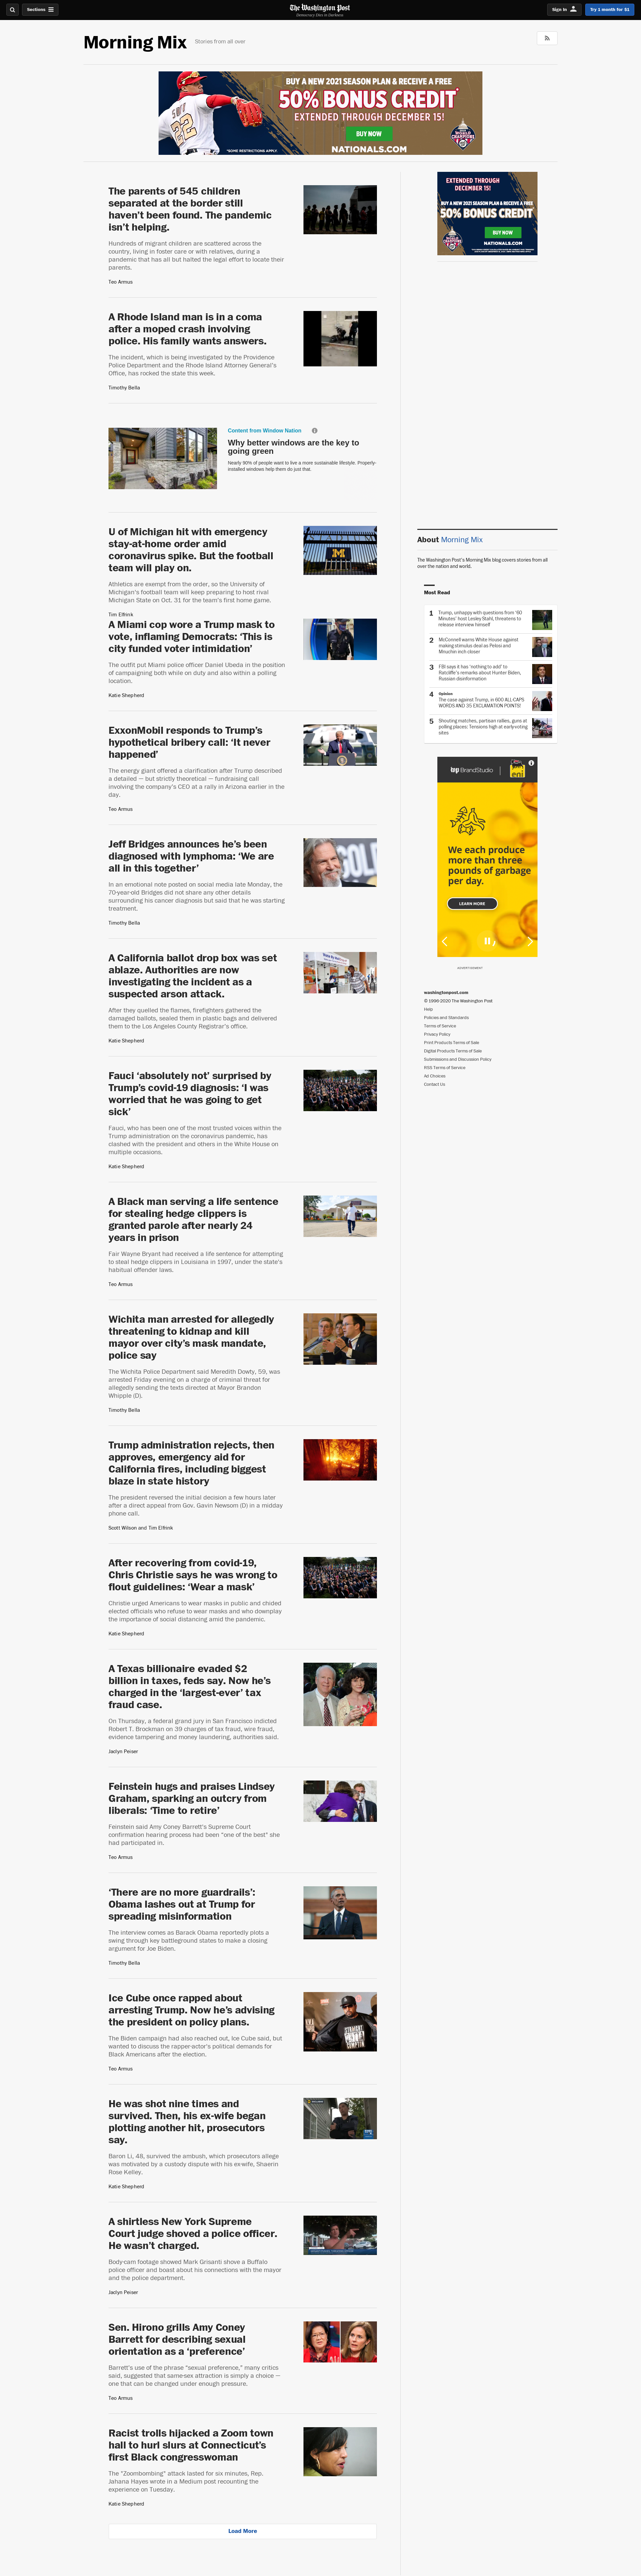 Sections
The Washington Post
Democracy Dies in Darkness
Sign In
Try 1 month for $1
Morning Mix
Stories from all over
BUY A NEW 2021 SEASON PLAN & RECEIVE A FREE
50% BONUS CREDIT*
EXTENDED THROUGH DECEMBER 15!
BUY NOW
*SOME RESTRICTIONS APPLY.
NATIONALS.COM
The parents of 545 children
separated at the border still
haven't been found. The pandemic
isn't helping.
Hundreds of migrant children are scattered across the
country, living in foster care or with relatives, during a
pandemic that has all but halted the legal effort to locate their
parents.
Teo Armus
A Rhode Island man is in a coma
after a moped crash involving
police. His family wants answers.
The incident, which is being investigated by the Providence
Police Department and the Rhode Island Attorney General's
Office, has rocked the state this week.
Timothy Bella
Content from Window Nation
Why better windows are the key to
going green
Nearly 90% of people want to live a more sustainable lifestyle. Properly-
installed windows help them do just that.
U of Michigan hit with emergency
stay-at-home order amid
coronavirus spike. But the football
team will play on.
Athletics are exempt from the order, so the University of
Michigan's football team will keep preparing to host rival
Michigan State on Oct. 31 for the team's first home game.
Tim Elfrink
A Miami cop wore a Trump mask to
vote, inflaming Democrats: 'This is
city funded voter intimidation'
The outfit put Miami police officer Daniel Ubeda in the position
of campaigning both while on duty and also within a polling
location.
Katie Shepherd
ExxonMobil responds to Trump's
hypothetical bribery call: 'It never
happened'
The energy giant offered a clarification after Trump described
a detailed — but strictly theoretical — fundraising call
involving the company's CEO at a rally in Arizona earlier in the
day.
Teo Armus
Jeff Bridges announces he's been
diagnosed with lymphoma: 'We are
all in this together'
In an emotional note posted on social media late Monday, the
70-year-old Bridges did not share any other details
surrounding his cancer diagnosis but said that he was starting
treatment.
Timothy Bella
A California ballot drop box was set
ablaze. Authorities are now
investigating the incident as a
suspected arson attack.
After they quelled the flames, firefighters gathered the
damaged ballots, sealed them in plastic bags and delivered
them to the Los Angeles County Registrar's office.
Katie Shepherd
Fauci 'absolutely not' surprised by
Trump's covid-19 diagnosis: 'I was
worried that he was going to get
sick'
Fauci, who has been one of the most trusted voices within the
Trump administration on the coronavirus pandemic, has
clashed with the president and others in the White House on
multiple occasions.
Katie Shepherd
A Black man serving a life sentence
for stealing hedge clippers is
granted parole after nearly 24
years in prison
Fair Wayne Bryant had received a life sentence for attempting
to steal hedge clippers in Louisiana in 1997, under the state's
habitual offender laws.
Teo Armus
Wichita man arrested for allegedly
threatening to kidnap and kill
mayor over city's mask mandate,
police say
The Wichita Police Department said Meredith Dowty, 59, was
arrested Friday evening on a charge of criminal threat for
allegedly sending the texts directed at Mayor Brandon
Whipple (D).
Timothy Bella
Trump administration rejects, then
approves, emergency aid for
California fires, including biggest
blaze in state history
The president reversed the initial decision a few hours later
after a direct appeal from Gov. Gavin Newsom (D) in a midday
phone call.
Scott Wilson and Tim Elfrink
After recovering from covid-19,
Chris Christie says he was wrong to
flout guidelines: 'Wear a mask'
Christie urged Americans to wear masks in public and chided
elected officials who refuse to wear masks and who downplay
the importance of social distancing amid the pandemic.
Katie Shepherd
A Texas billionaire evaded $2
billion in taxes, feds say. Now he's
charged in the 'largest-ever' tax
fraud case.
On Thursday, a federal grand jury in San Francisco indicted
Robert T. Brockman on 39 charges of tax fraud, wire fraud,
evidence tampering and money laundering, authorities said.
Jaclyn Peiser
Feinstein hugs and praises Lindsey
Graham, sparking an outcry from
liberals: 'Time to retire'
Feinstein said Amy Coney Barrett's Supreme Court
confirmation hearing process had been "one of the best" she
had participated in.
Teo Armus
'There are no more guardrails':
Obama lashes out at Trump for
spreading misinformation
The interview comes as Barack Obama reportedly plots a
swing through key battleground states to make a closing
argument for Joe Biden.
Timothy Bella
Ice Cube once rapped about
arresting Trump. Now he's advising
the president on policy plans.
The Biden campaign had also reached out, Ice Cube said, but
wanted to discuss the rapper-actor's political demands for
Black Americans after the election.
Teo Armus
He was shot nine times and
survived. Then, his ex-wife began
plotting another hit, prosecutors
say.
Baron Li, 48, survived the ambush, which prosecutors allege
was motivated by a custody dispute with his ex-wife, Shaerin
Rose Kelley.
Katie Shepherd
A shirtless New York Supreme
Court judge shoved a police officer.
He wasn't charged.
Body-cam footage showed Mark Grisanti shove a Buffalo
police officer and boast about his connections with the mayor
and the police department.
Jaclyn Peiser
Sen. Hirono grills Amy Coney
Barrett for describing sexual
orientation as a 'preference'
Barrett's use of the phrase "sexual preference," many critics
said, suggested that same-sex attraction is simply a choice —
one that can be changed under enough pressure.
Teo Armus
Racist trolls hijacked a Zoom town
hall to hurl slurs at Connecticut's
first Black congresswoman
The "Zoombombing" attack lasted for six minutes, Rep.
Jahana Hayes wrote in a Medium post recounting the
experience on Tuesday.
Katie Shepherd
Load More
EXTENDED THROUGH
DECEMBER 15!
BUY A NEW 2021 SEASON PLAN & RECEIVE A FREE
50% BONUS CREDIT*
BUY NOW
NATIONALS.COM
About Morning Mix
The Washington Post's Morning Mix blog covers stories from all
over the nation and world.
Most Read
1 Trump, unhappy with questions from '60
Minutes' host Lesley Stahl, threatens to
release interview himself
2 McConnell warns White House against
making stimulus deal as Pelosi and
Mnuchin inch closer
3 FBI says it has 'nothing to add' to
Ratcliffe's remarks about Hunter Biden,
Russian disinformation
4 Opinion
The case against Trump, in 600 ALL-CAPS
WORDS AND 35 EXCLAMATION POINTS!
5 Shouting matches, partisan rallies, guns at
polling places: Tensions high at early-voting
sites
wp BrandStudio
We each produce
more than three
pounds of garbage
per day.
LEARN MORE
ADVERTISEMENT
washingtonpost.com
© 1996-2020 The Washington Post
Help
Policies and Standards
Terms of Service
Privacy Policy
Print Products Terms of Sale
Digital Products Terms of Sale
Submissions and Discussion Policy
RSS Terms of Service
Ad Choices
Contact Us